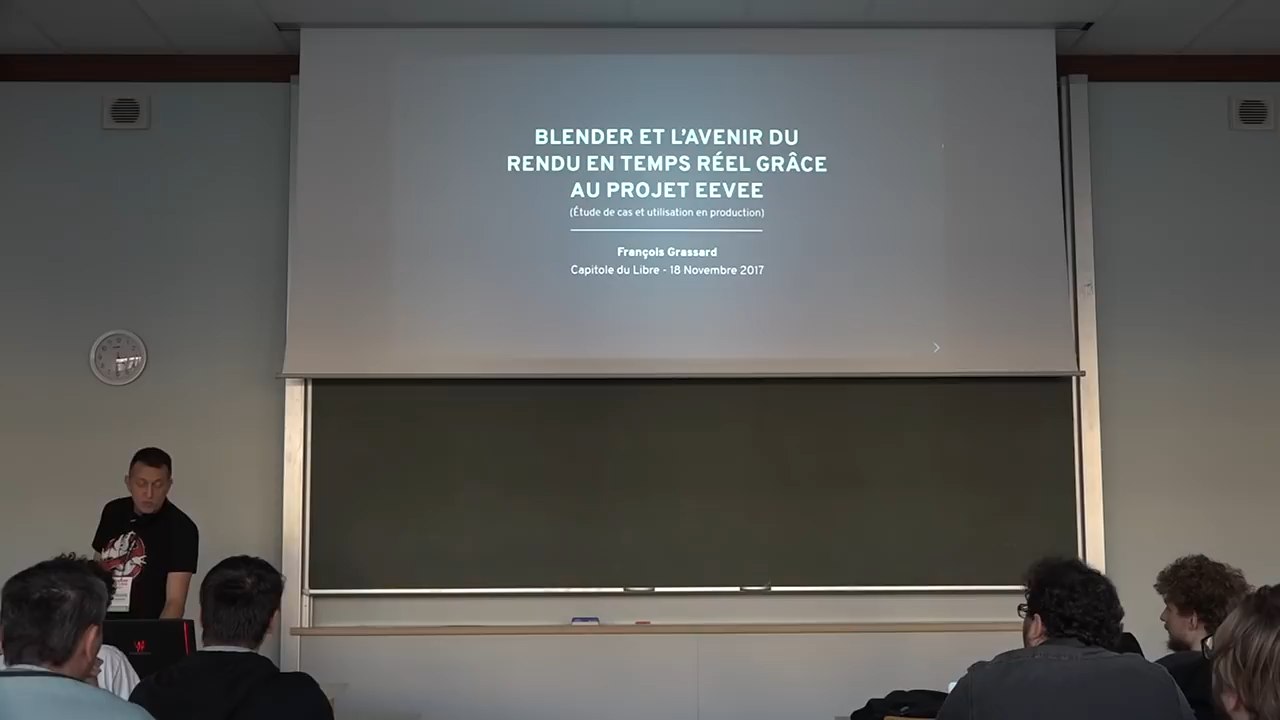 BLENDER ET L'AVENIR DU
RENDU EN TEMPS RÉEL GRÂCE
AU PROJET EEVEE
(Étude de cas et utilisation en production)
François Grassard
Capitole du Libre - 18 Novembre 2017